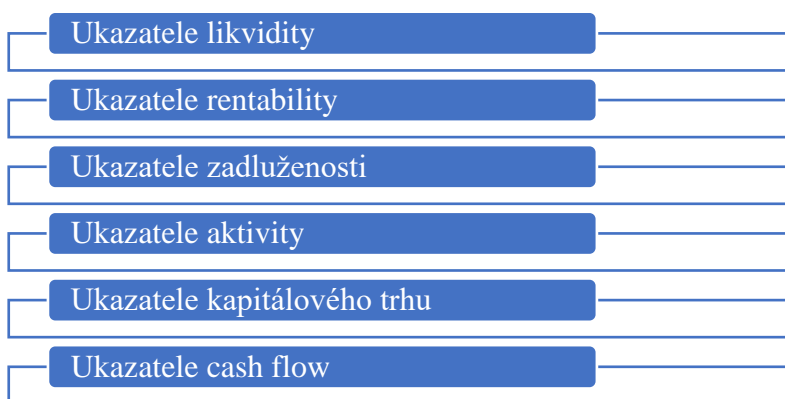 Ukazatele likvidity
Ukazatele rentability
Ukazatele zadluženosti
Ukazatele aktivity
Ukazatele kapitálového trhu
Ukazatele cash flow